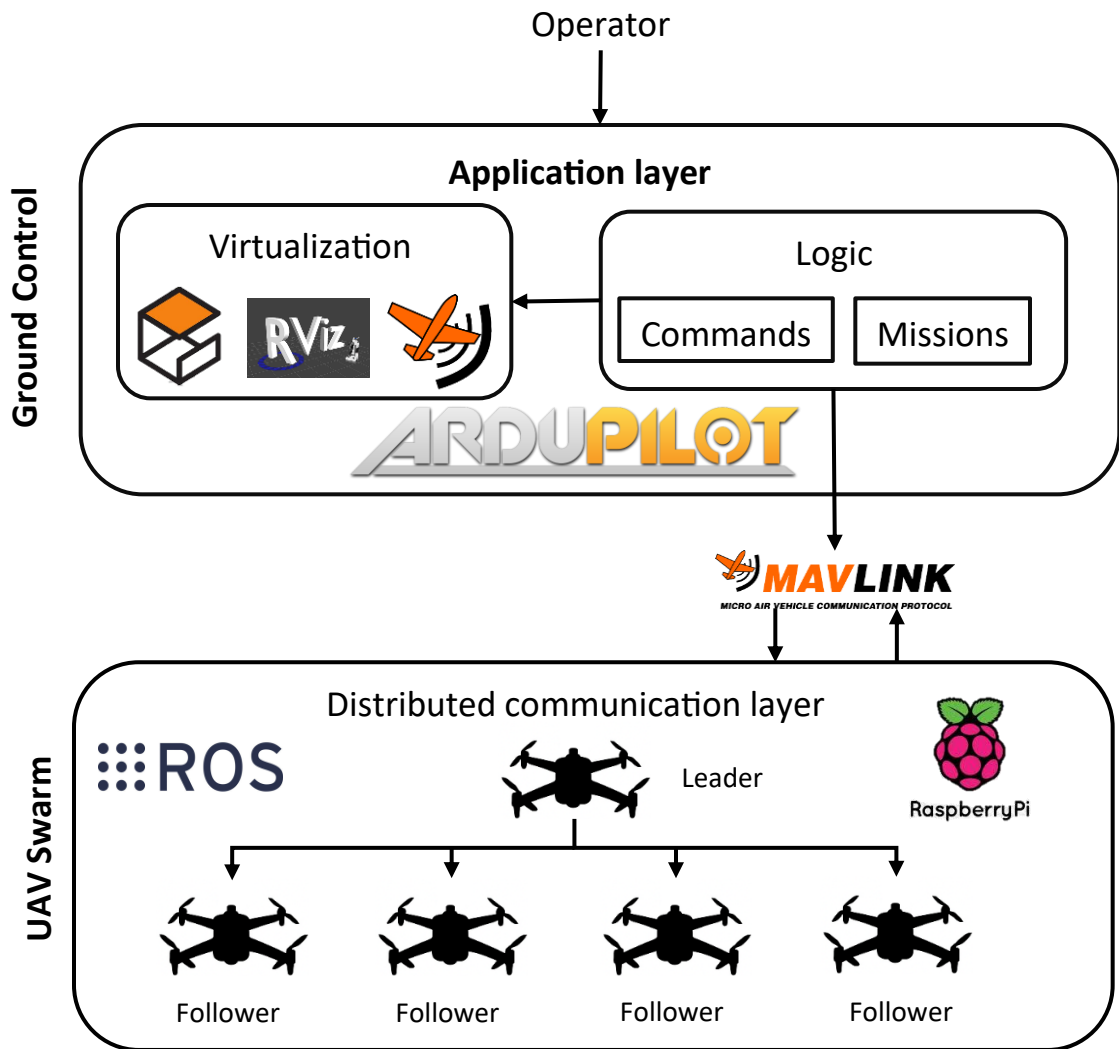 Operator
Ground Control
Application layer
Virtualization
RViz
Logic
Commands
Missions
ARDUPILOT
MAVLINK
MICRO AIR VEHICLE COMMUNICATION PROTOCOL
UAV Swarm
Distributed communication layer
ROS
Leader
RaspberryPi
Follower
Follower
Follower
Follower